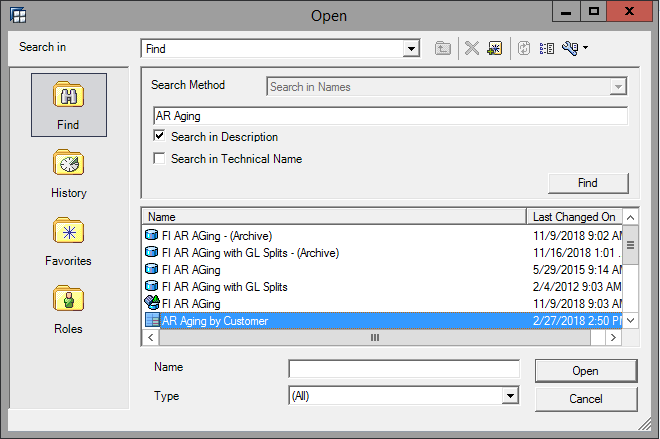 Open
Search in
Find
Find
History
Favorites
Roles
Search Method
Search in Names
AR Aging
Search in Description
Search in Technical Name
Find
Name Last Changed On
FI AR AGing - (Archive) 11/9/2018 9:02 AM
FI AR AGing with GL Splits - (Archive) 11/16/2018 1:01 ..
FI AR AGing 5/29/2015 9:14 AM
FI AR AGing with GL Splits 2/4/2012 9:03 AM
FI AR AGing 11/9/2018 9:03 AM
AR Aging by Customer 2/27/2018 2:50 PM
Name
Type
(All)
Open
Cancel